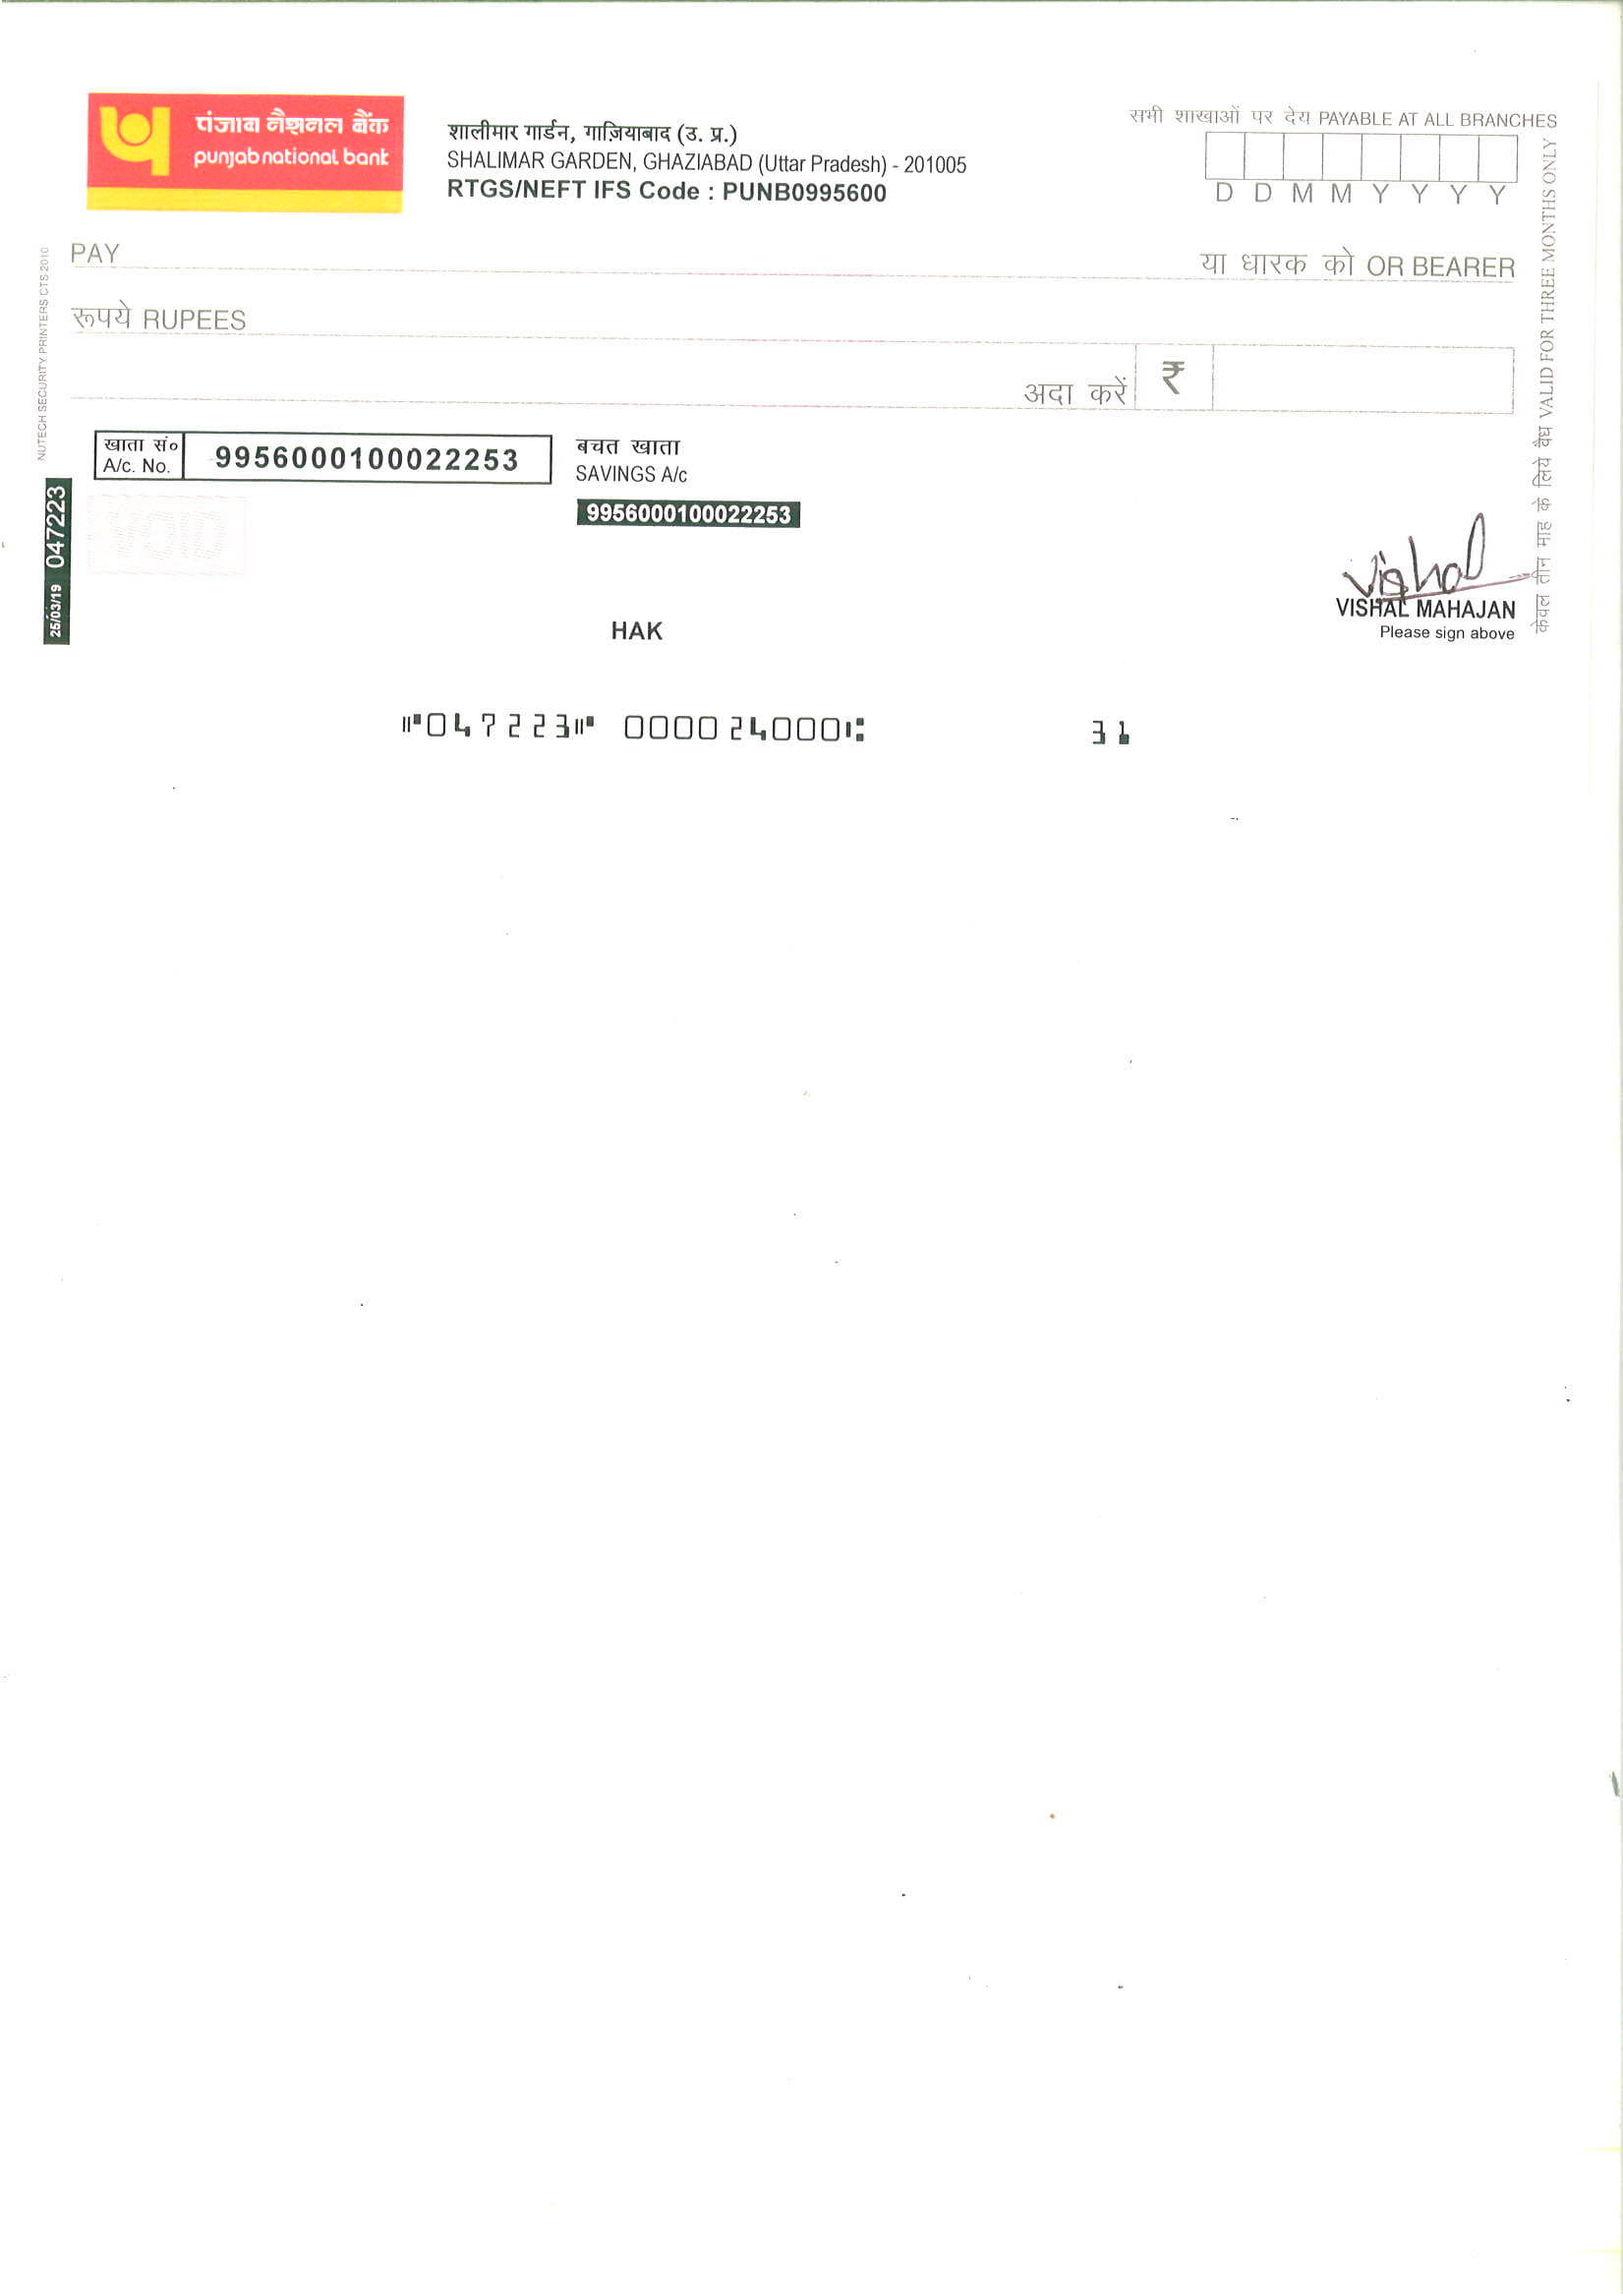 पंजाब नैशनल बैंक
punjab national bank
शालीमार गार्डन, गाज़ियाबाद (उ. प्र.)
SHALIMAR GARDEN, GHAZIABAD (Uttar Pradesh) - 201005
RTGS/NEFT IFS Code : PUNB0995600
सभी शाखाओं पर देय PAYABLE AT ALL BRANCHES
D D M M Y Y Y Y
PAY
या धारक को OR BEARER
रूपये RUPEES
अदा करें ₹
खाता सं०
A/c. No.
9956000100022253
बचत खाता
SAVINGS A/c
9956000100022253
VOID
Vishal
VISHAL MAHAJAN
Please sign above
HAK
⑈047223⑈ 000024000⑆ 31
NUTECH SECURITY PRINTERS CTS 2010
25/03/19 047223
केवल तीन माह के लिये वैध VALID FOR THREE MONTHS ONLY